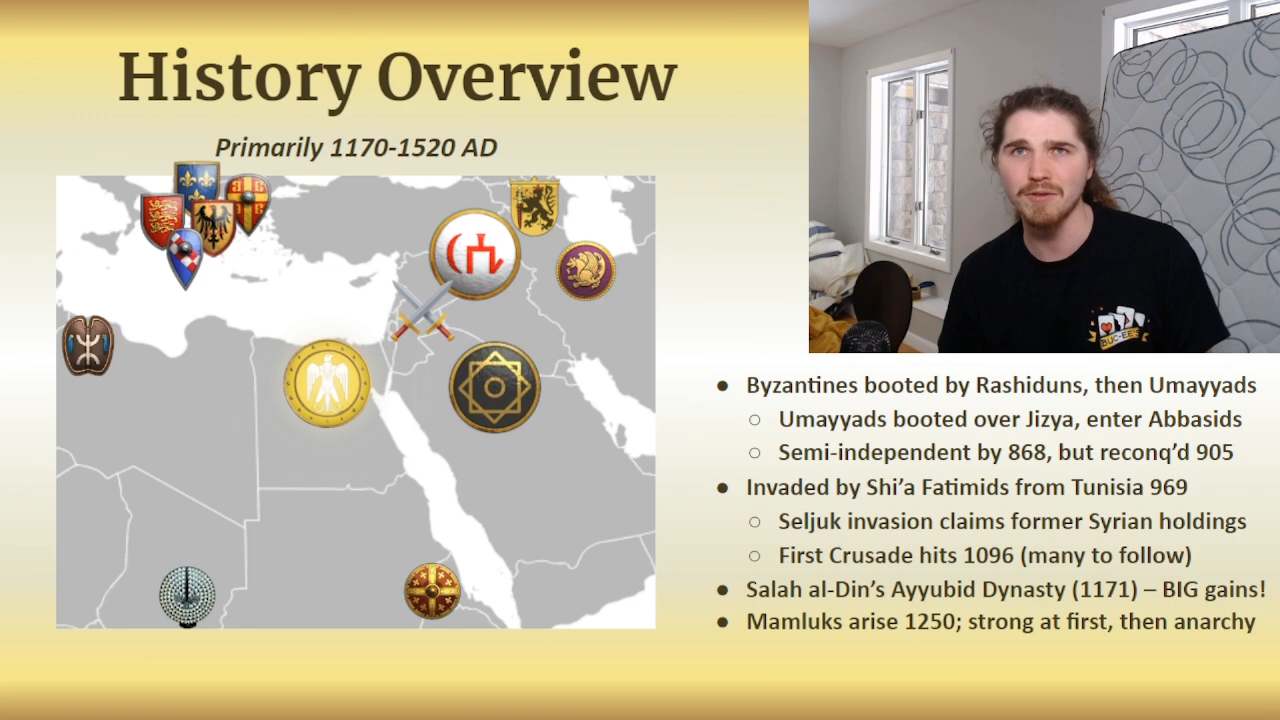 History Overview
Primarily 1170-1520 AD
BUC-EE'S
● Byzantines booted by Rashiduns, then Umayyads
○ Umayyads booted over Jizya, enter Abbasids
○ Semi-independent by 868, but reconq'd 905
● Invaded by Shi'a Fatimids from Tunisia 969
○ Seljuk invasion claims former Syrian holdings
○ First Crusade hits 1096 (many to follow)
● Salah al-Din's Ayyubid Dynasty (1171) – BIG gains!
● Mamluks arise 1250; strong at first, then anarchy